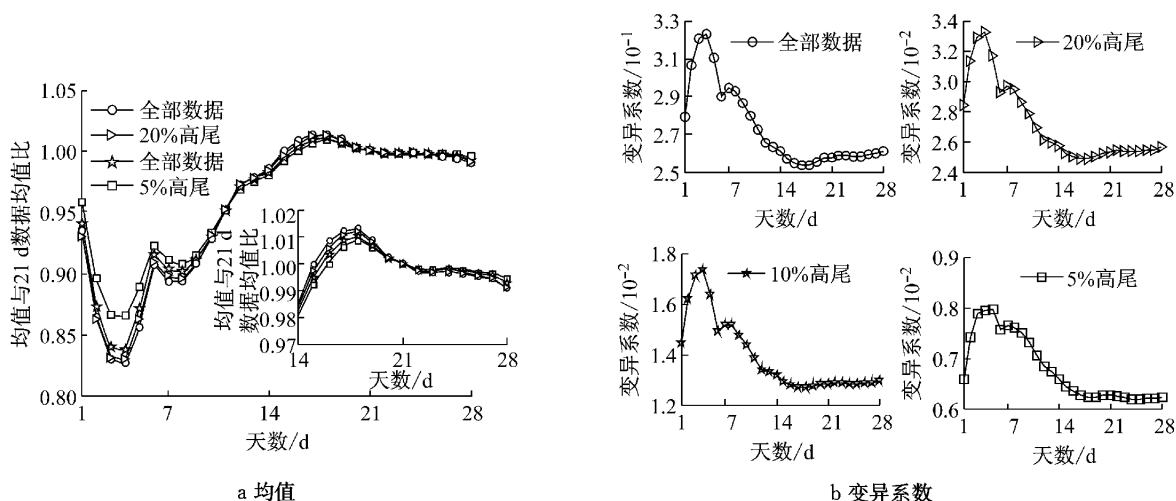 均值与21 d数据均值比
1.05
1.00
0.95
0.90
0.85
0.80
全部数据
20%高尾
全部数据
5%高尾
1 7 14 21 28
天数/d
均值与21 d
数据均值比
1.02
1.01
1.00
0.99
0.98
0.97
14 21 28
天数/d
a 均值
变异系数/10⁻¹
3.3
3.1
2.9
2.7
2.5
全部数据
1 7 14 21 28
天数/d
变异系数/10⁻²
3.4
3.2
3.0
2.8
2.6
2.4
20%高尾
1 7 14 21 28
天数/d
变异系数/10⁻²
1.8
1.6
1.4
1.2
10%高尾
1 7 14 21 28
天数/d
变异系数/10⁻²
1.0
0.9
0.8
0.7
0.6
5%高尾
1 7 14 21 28
天数/d
b 变异系数